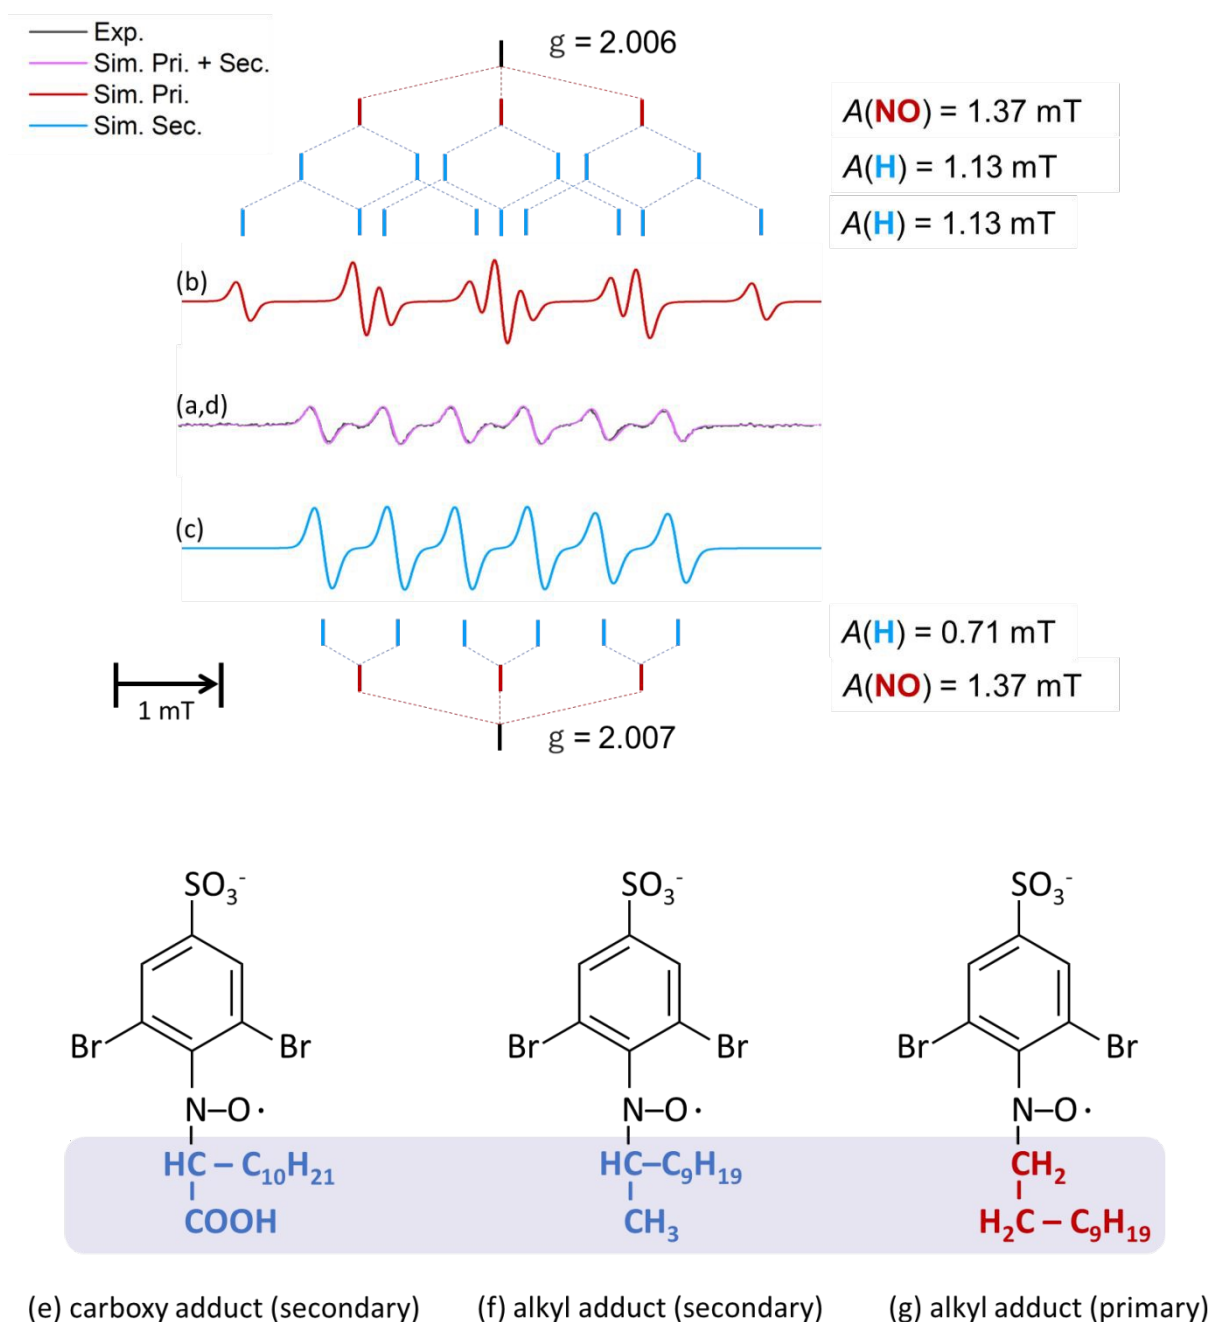 Exp.
Sim. Pri. + Sec.
Sim. Pri.
Sim. Sec.
g = 2.006
A(NO) = 1.37 mT
A(H) = 1.13 mT
A(H) = 1.13 mT
(b)
(a,d)
(c)
A(H) = 0.71 mT
A(NO) = 1.37 mT
1 mT
g = 2.007
SO₃⁻ SO₃⁻ SO₃⁻
Br Br Br Br Br Br
N–O· N–O· N–O·
HC – C₁₀H₂₁ HC–C₉H₁₉ CH₂
COOH CH₃ H₂C – C₉H₁₉
(e) carboxy adduct (secondary) (f) alkyl adduct (secondary) (g) alkyl adduct (primary)